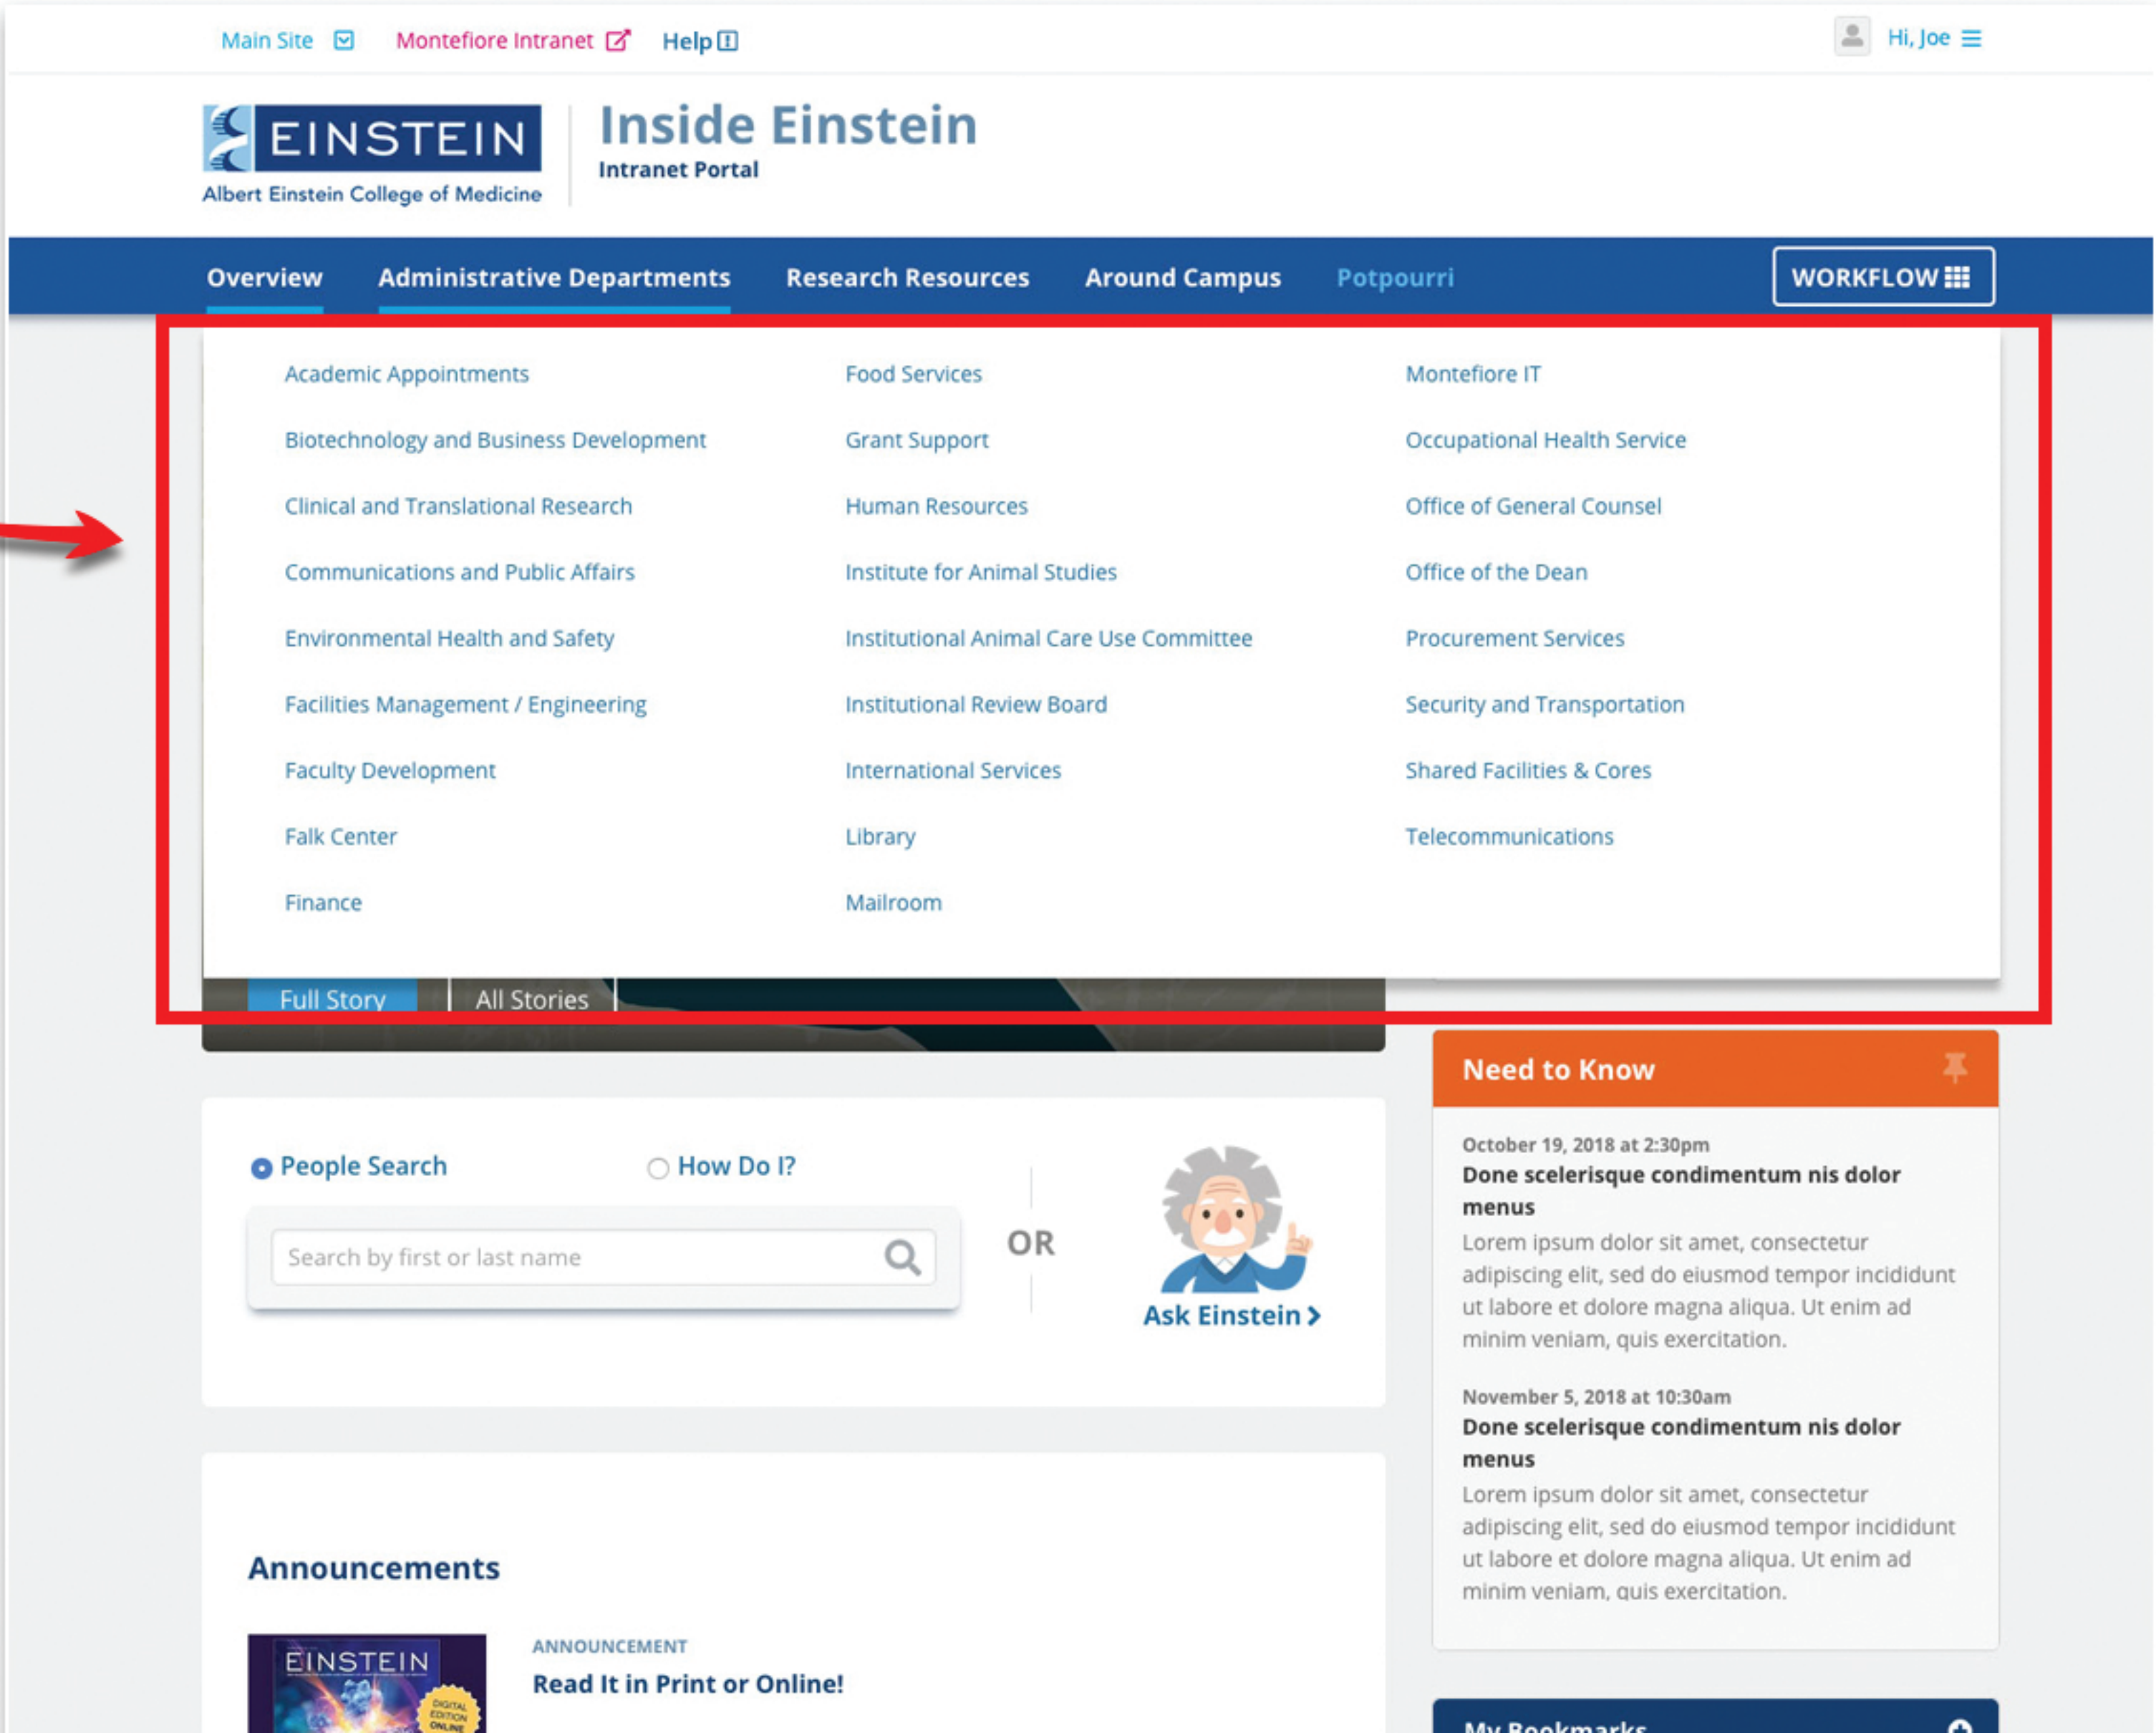 Main Site
Montefiore Intranet
Help
Hi, Joe
EINSTEIN
Albert Einstein College of Medicine
Inside Einstein
Intranet Portal
Overview
Administrative Departments
Research Resources
Around Campus
Potpourri
WORKFLOW
Academic Appointments
Biotechnology and Business Development
Clinical and Translational Research
Communications and Public Affairs
Environmental Health and Safety
Facilities Management / Engineering
Faculty Development
Falk Center
Finance
Food Services
Grant Support
Human Resources
Institute for Animal Studies
Institutional Animal Care Use Committee
Institutional Review Board
International Services
Library
Mailroom
Montefiore IT
Occupational Health Service
Office of General Counsel
Office of the Dean
Procurement Services
Security and Transportation
Shared Facilities & Cores
Telecommunications
Full Story
All Stories
People Search
How Do I?
Search by first or last name
OR
Ask Einstein
Need to Know
October 19, 2018 at 2:30pm
Done scelerisque condimentum nis dolor
menus
Lorem ipsum dolor sit amet, consectetur
adipiscing elit, sed do eiusmod tempor incididunt
ut labore et dolore magna aliqua. Ut enim ad
minim veniam, quis exercitation.
November 5, 2018 at 10:30am
Done scelerisque condimentum nis dolor
menus
Lorem ipsum dolor sit amet, consectetur
adipiscing elit, sed do eiusmod tempor incididunt
ut labore et dolore magna aliqua. Ut enim ad
minim veniam, quis exercitation.
Announcements
EINSTEIN
DIGITAL
EDITION
ONLINE
ANNOUNCEMENT
Read It in Print or Online!
My Bookmarks